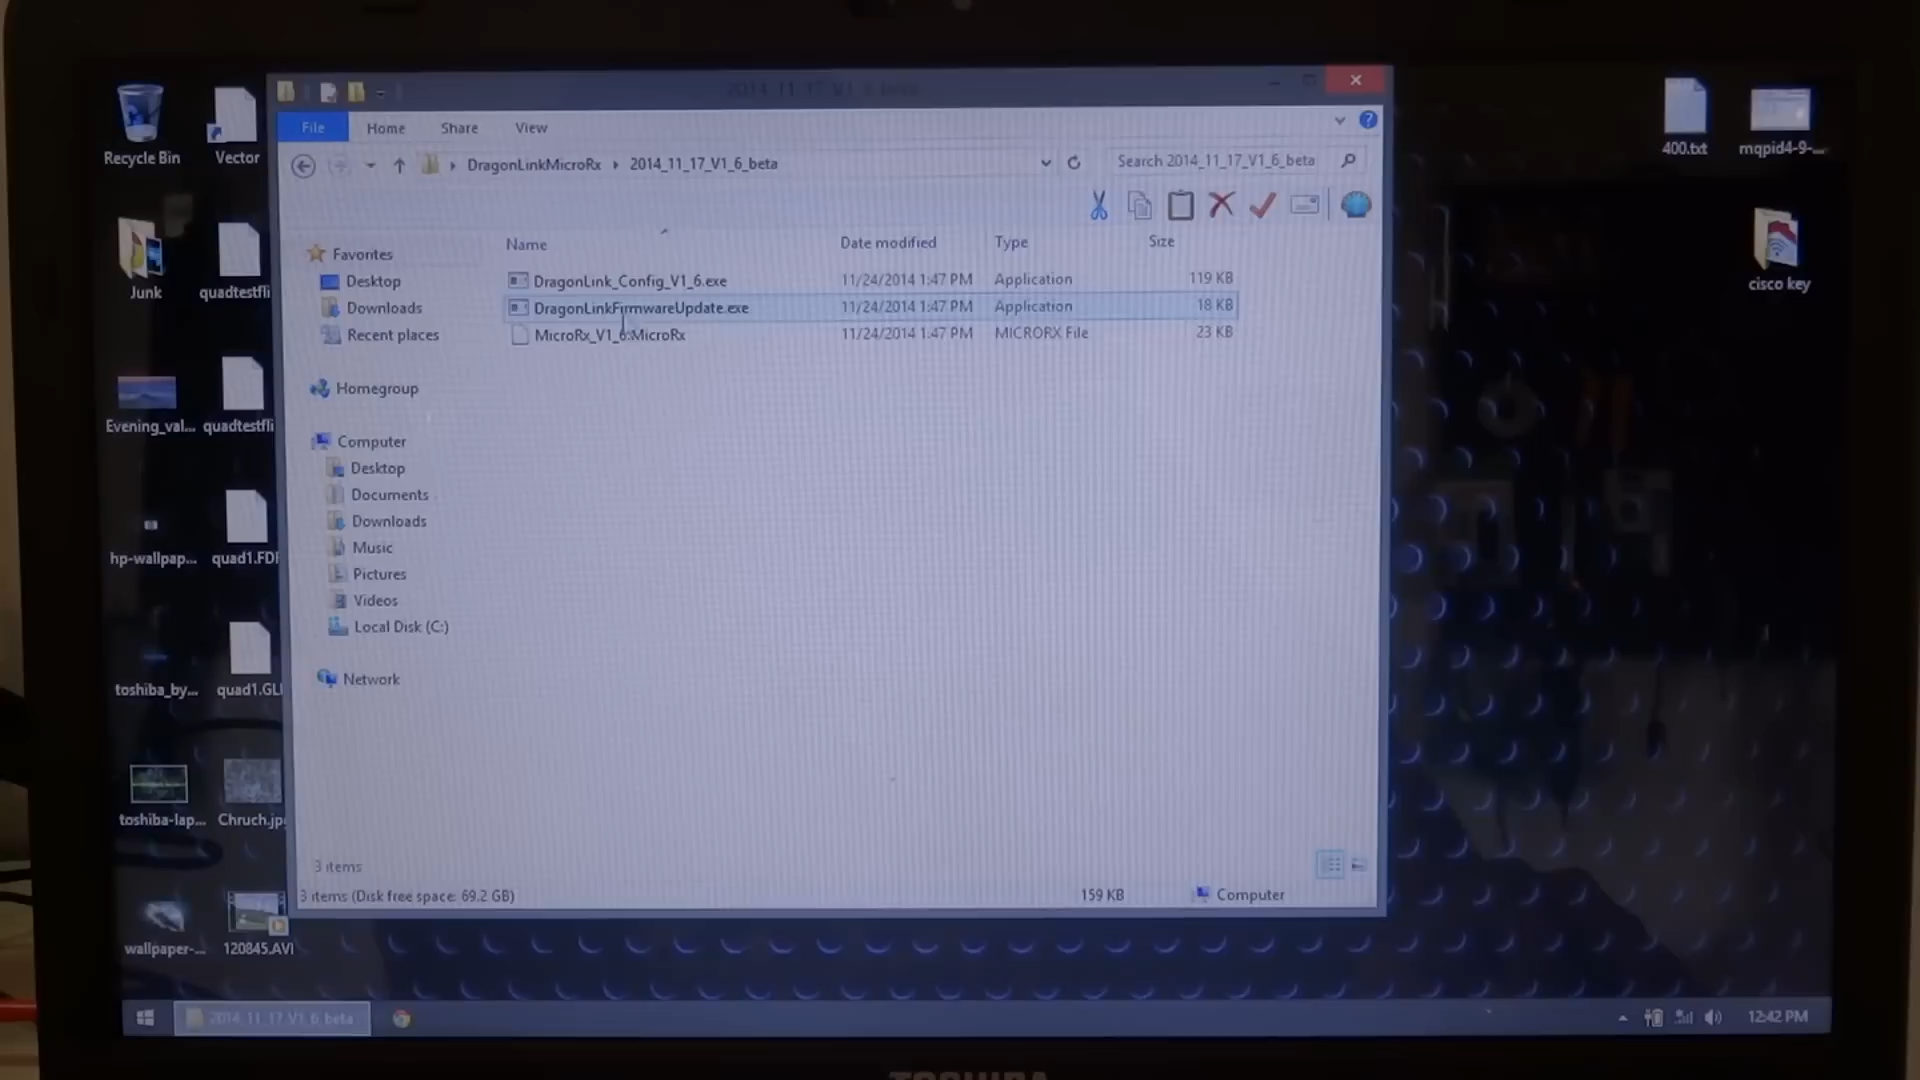 2014_11_17_V1_6_beta
File Home Share View
DragonLinkMicroRx 2014_11_17_V1_6_beta
Search 2014_11_17_V1_6_beta
Name Date modified Type Size
DragonLink_Config_V1_6.exe 11/24/2014 1:47 PM Application 119 KB
DragonLinkFirmwareUpdate.exe 11/24/2014 1:47 PM Application 18 KB
MicroRx_V1_6.MicroRx 11/24/2014 1:47 PM MICRORX File 23 KB
Favorites
Desktop
Downloads
Recent places
Homegroup
Computer
Desktop
Documents
Downloads
Music
Pictures
Videos
Local Disk (C:)
Network
3 items
3 items (Disk free space: 69.2 GB) 159 KB Computer
Recycle Bin
Vector
Junk
quadtestfli
Evening_val...
quadtestfli
hp-wallpap...
quad1.FDR
toshiba_by...
quad1.GLI
toshiba-lap...
Chruch.jpg
wallpaper-...
120845.AVI
400.txt
mqpid4-9-...
cisco key
2014_11_17_V1_6_beta
12:42 PM
TOSHIBA